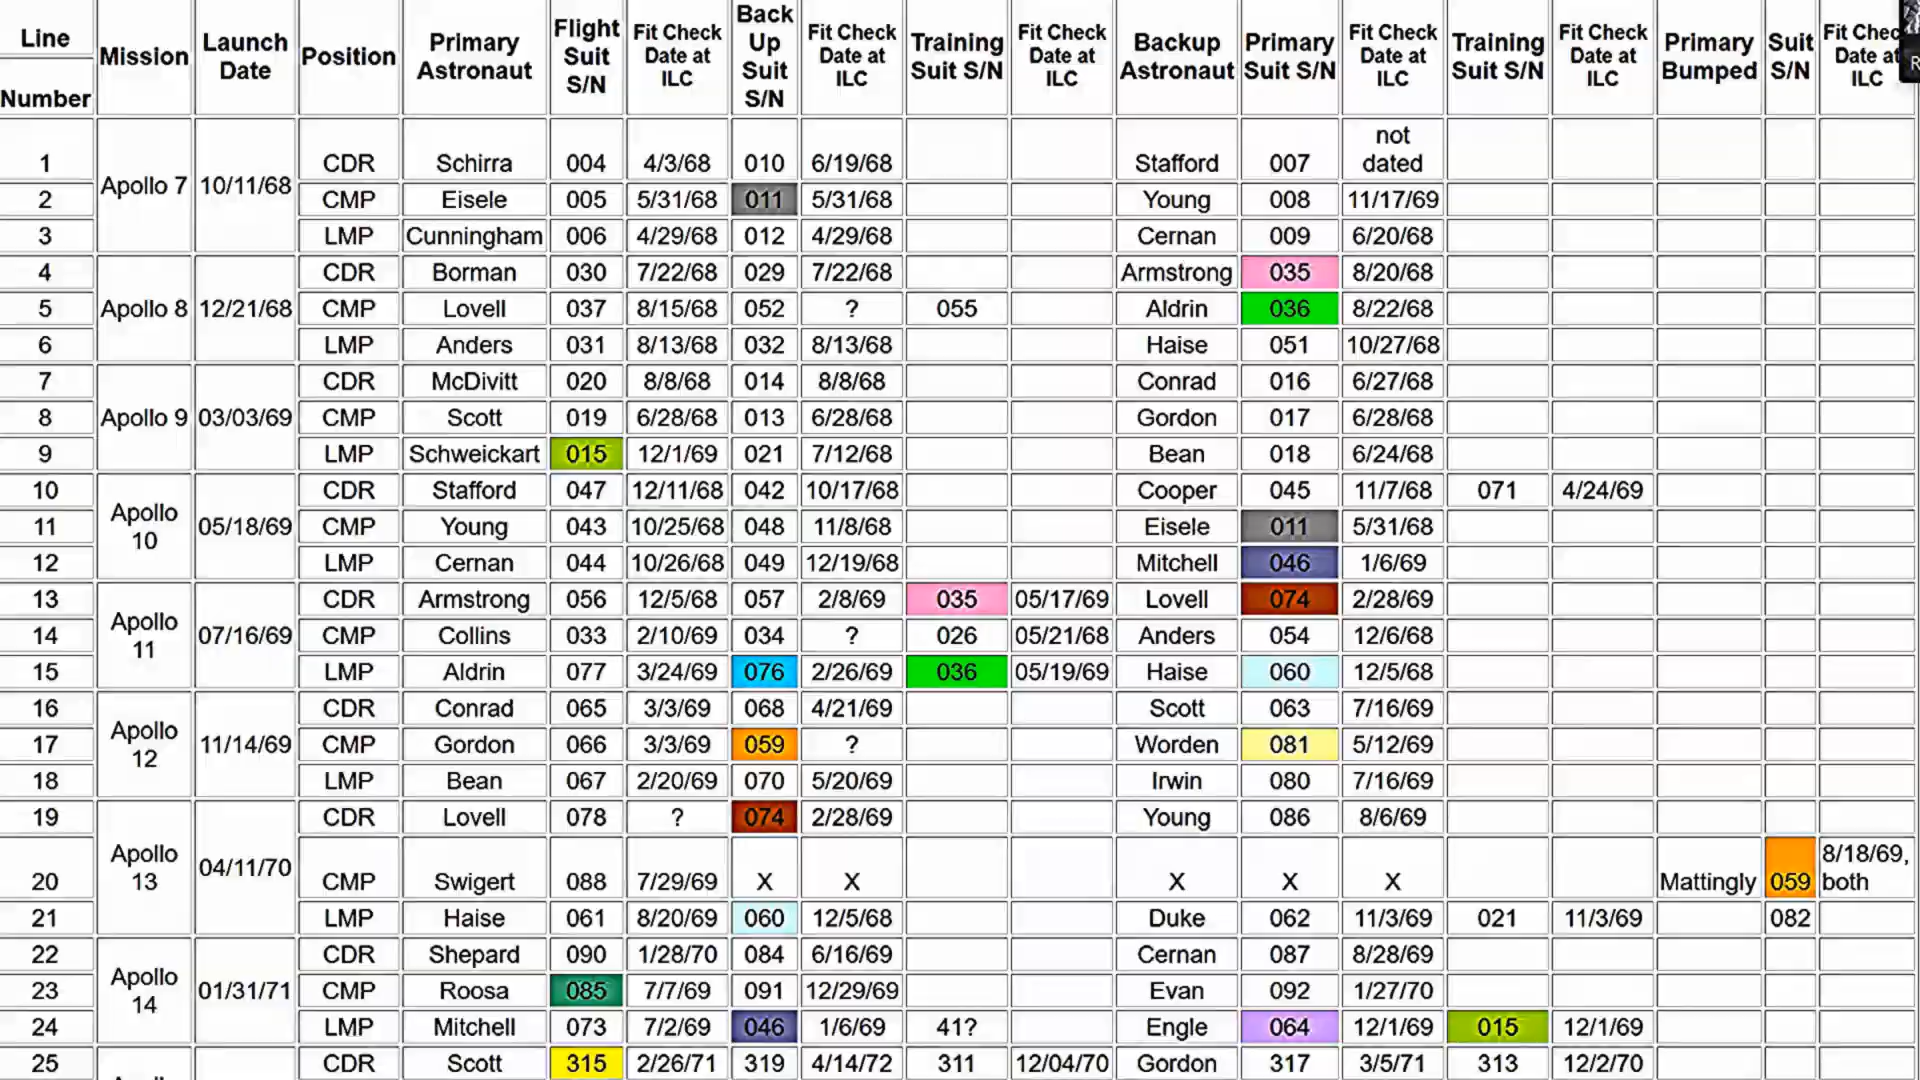 Line Number Mission Launch Date Position Primary Astronaut Flight Suit S/N Fit Check Date at ILC Back Up Suit S/N Fit Check Date at ILC Training Suit S/N Fit Check Date at ILC Backup Astronaut Primary Suit S/N Fit Check Date at ILC Training Suit S/N Fit Check Date at ILC Primary Bumped Suit S/N Fit Chec Date at ILC R
1 Apollo 7 10/11/68 CDR Schirra 004 4/3/68 010 6/19/68 Stafford 007 not dated
2 CMP Eisele 005 5/31/68 011 5/31/68 Young 008 11/17/69
3 LMP Cunningham 006 4/29/68 012 4/29/68 Cernan 009 6/20/68
4 Apollo 8 12/21/68 CDR Borman 030 7/22/68 029 7/22/68 Armstrong 035 8/20/68
5 CMP Lovell 037 8/15/68 052 ? 055 Aldrin 036 8/22/68
6 LMP Anders 031 8/13/68 032 8/13/68 Haise 051 10/27/68
7 Apollo 9 03/03/69 CDR McDivitt 020 8/8/68 014 8/8/68 Conrad 016 6/27/68
8 CMP Scott 019 6/28/68 013 6/28/68 Gordon 017 6/28/68
9 LMP Schweickart 015 12/1/69 021 7/12/68 Bean 018 6/24/68
10 Apollo 10 05/18/69 CDR Stafford 047 12/11/68 042 10/17/68 Cooper 045 11/7/68 071 4/24/69
11 CMP Young 043 10/25/68 048 11/8/68 Eisele 011 5/31/68
12 LMP Cernan 044 10/26/68 049 12/19/68 Mitchell 046 1/6/69
13 Apollo 11 07/16/69 CDR Armstrong 056 12/5/68 057 2/8/69 035 05/17/69 Lovell 074 2/28/69
14 CMP Collins 033 2/10/69 034 ? 026 05/21/68 Anders 054 12/6/68
15 LMP Aldrin 077 3/24/69 076 2/26/69 036 05/19/69 Haise 060 12/5/68
16 Apollo 12 11/14/69 CDR Conrad 065 3/3/69 068 4/21/69 Scott 063 7/16/69
17 CMP Gordon 066 3/3/69 059 ? Worden 081 5/12/69
18 LMP Bean 067 2/20/69 070 5/20/69 Irwin 080 7/16/69
19 Apollo 13 04/11/70 CDR Lovell 078 ? 074 2/28/69 Young 086 8/6/69
20 CMP Swigert 088 7/29/69 X X X X X Mattingly 059 8/18/69, both
21 LMP Haise 061 8/20/69 060 12/5/68 Duke 062 11/3/69 021 11/3/69 082
22 Apollo 14 01/31/71 CDR Shepard 090 1/28/70 084 6/16/69 Cernan 087 8/28/69
23 CMP Roosa 085 7/7/69 091 12/29/69 Evan 092 1/27/70
24 LMP Mitchell 073 7/2/69 046 1/6/69 41? Engle 064 12/1/69 015 12/1/69
25 CDR Scott 315 2/26/71 319 4/14/72 311 12/04/70 Gordon 317 3/5/71 313 12/2/70